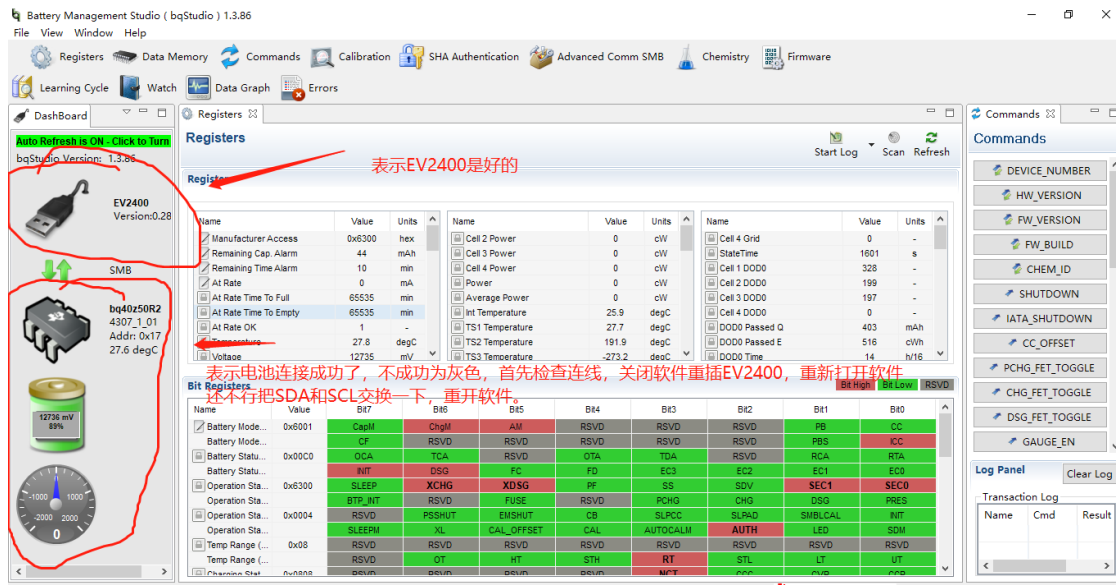 Battery Management Studio ( bqStudio ) 1.3.86
File View Window Help
Registers Data Memory Commands Calibration SHA Authentication Advanced Comm SMB Chemistry Firmware
Learning Cycle Watch Data Graph Errors
DashBoard
Auto Refresh is ON - Click to Turn
bqStudio Version: 1.3.86
EV2400
Version:0.28
SMB
bq40z50R2
4307_1_01
Addr: 0x17
27.6 degC
12736 mV
89%
-1000 1000
-2000 2000
0
Registers
Registers
Start Log Scan Refresh
表示EV2400是好的
Name Value Units
Manufacturer Access 0x6300 hex
Remaining Cap. Alarm 44 mAh
Remaining Time Alarm 10 min
At Rate 0 mA
At Rate Time To Full 65535 min
At Rate Time To Empty 65535 min
At Rate OK 1 -
Temperature 27.8 degC
Voltage 12735 mV
Name Value Units
Cell 2 Power 0 cW
Cell 3 Power 0 cW
Cell 4 Power 0 cW
Power 0 cW
Average Power 0 cW
Int Temperature 25.9 degC
TS1 Temperature 27.7 degC
TS2 Temperature 191.9 degC
TS3 Temperature -273.2 degC
Name Value Units
Cell 4 Grid 0 -
StateTime 1601 s
Cell 1 DOD0 328 -
Cell 2 DOD0 199 -
Cell 3 DOD0 197 -
Cell 4 DOD0 0 -
DOD0 Passed Q 403 mAh
DOD0 Passed E 516 cWh
DOD0 Time 14 h/16
表示电池连接成功了，不成功为灰色，首先检查连线，关闭软件重插EV2400，重新打开软件
还不行把SDA和SCL交换一下，重开软件。
Bit Registers
Bit High Bit Low RSVD
Name Value Bit7 Bit6 Bit5 Bit4 Bit3 Bit2 Bit1 Bit0
Battery Mode... 0x6001 CapM ChgM AM RSVD RSVD RSVD PB CC
Battery Mode... CF RSVD RSVD RSVD RSVD RSVD PBS ICC
Battery Statu... 0x00C0 OCA TCA RSVD OTA TDA RSVD RCA RTA
Battery Statu... INIT DSG FC FD EC3 EC2 EC1 EC0
Operation Sta... 0x6300 SLEEP XCHG XDSG PF SS SDV SEC1 SEC0
Operation Sta... BTP_INT RSVD FUSE RSVD PCHG CHG DSG PRES
Operation Sta... 0x0004 RSVD PSSHUT EMSHUT CB SLPCC SLPAD SMBLCAL INIT
Operation Sta... SLEEPM XL CAL_OFFSET CAL AUTOCALM AUTH LED SDM
Temp Range (... 0x08 RSVD RSVD RSVD RSVD RSVD RSVD RSVD RSVD
Temp Range (... RSVD OT HT STH RT STL LT UT
Charging Stat... 0x0808 RSVD RSVD RSVD RSVD NCT CCC CVR CCR
Commands
Commands
DEVICE_NUMBER
HW_VERSION
FW_VERSION
FW_BUILD
CHEM_ID
SHUTDOWN
IATA_SHUTDOWN
CC_OFFSET
PCHG_FET_TOGGLE
CHG_FET_TOGGLE
DSG_FET_TOGGLE
GAUGE_EN
Log Panel Clear Log
Transaction Log
Name Cmd Result